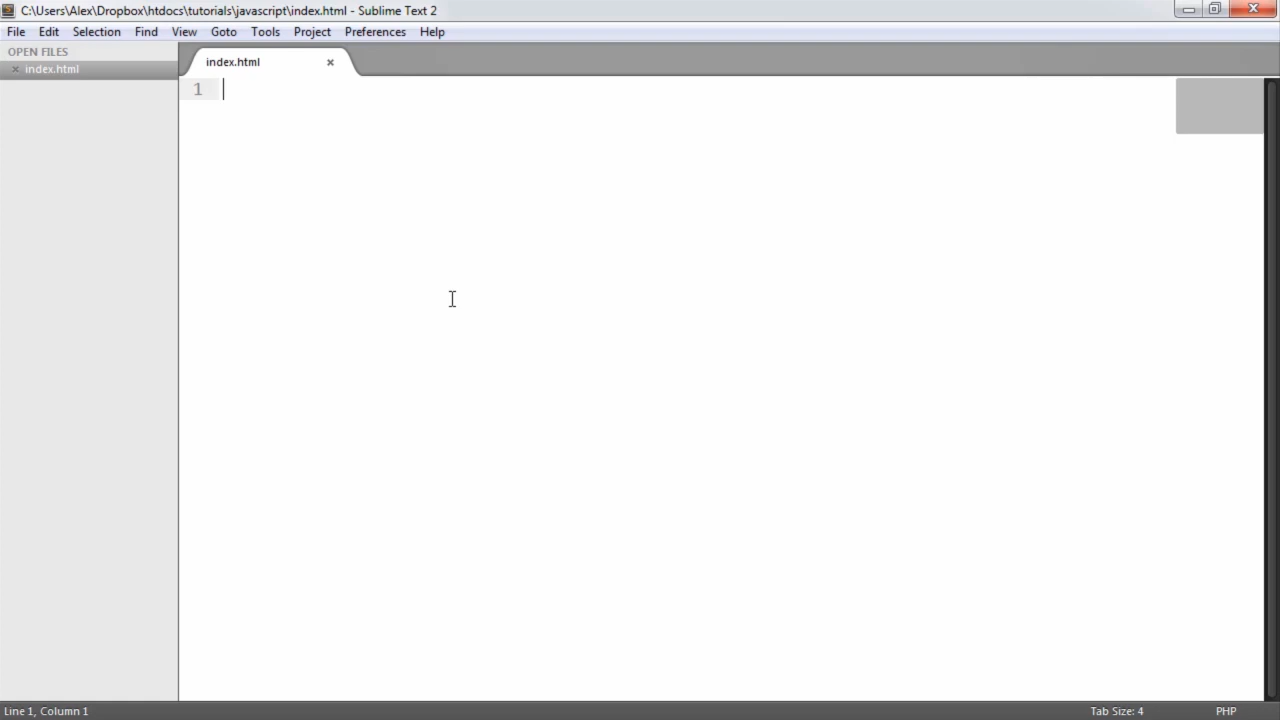 C:\Users\Alex\Dropbox\htdocs\tutorials\javascript\index.html - Sublime Text 2
File Edit Selection Find View Goto Tools Project Preferences Help
OPEN FILES
index.html
index.html
1
Line 1, Column 1
Tab Size: 4
PHP